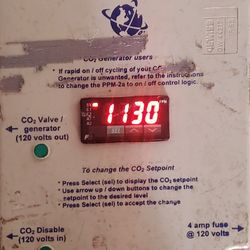 CO₂ Generator users
* If rapid on / off cycling of your CO₂
Generator is unwanted, refer to the instructions
to change the PPM-2a to on / off control logic.
1130
SEL
CO₂ Valve /
generator
(120 volts out)
To change the CO₂ Setpoint
* Press Select (sel) to display the CO₂ setpoint
* Use arrow up / down buttons to change the
setpoint to the desired level
* Press Select (sel) to accept the change
CO₂ Disable
(120 volts in)
4 amp fuse
@ 120 volts